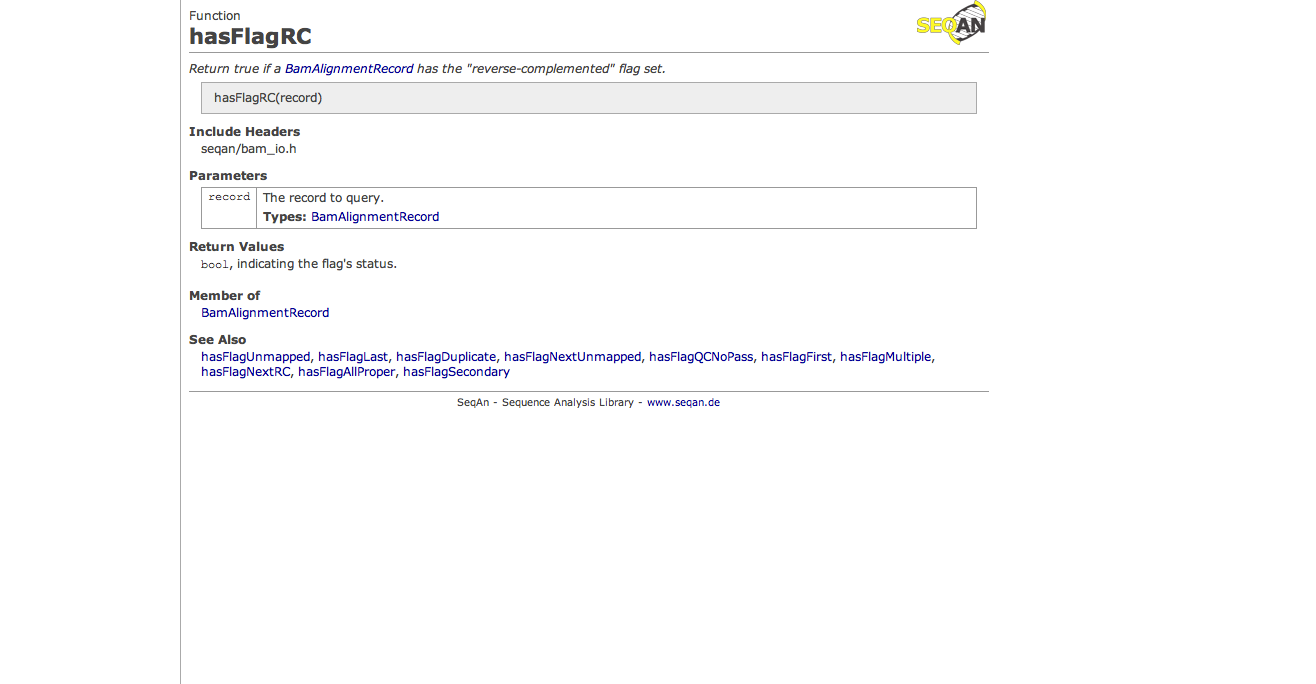 Function
hasFlagRC
SEQAN
Return true if a BamAlignmentRecord has the "reverse-complemented" flag set.
hasFlagRC(record)
Include Headers
seqan/bam_io.h
Parameters
record The record to query.
Types: BamAlignmentRecord
Return Values
bool, indicating the flag's status.
Member of
BamAlignmentRecord
See Also
hasFlagUnmapped, hasFlagLast, hasFlagDuplicate, hasFlagNextUnmapped, hasFlagQCNoPass, hasFlagFirst, hasFlagMultiple,
hasFlagNextRC, hasFlagAllProper, hasFlagSecondary
SeqAn - Sequence Analysis Library - www.seqan.de